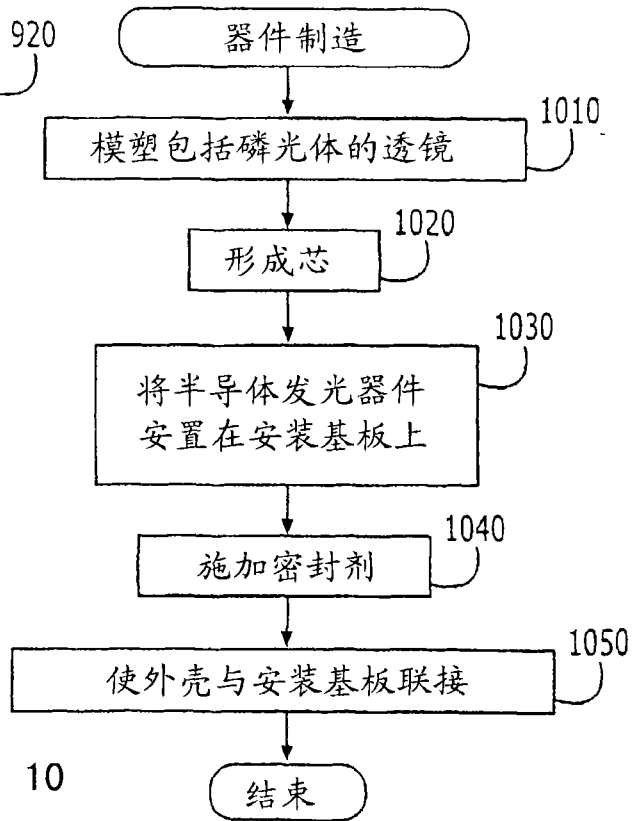 920
器件制造
1010
模塑包括磷光体的透镜
1020
形成芯
1030
将半导体发光器件
安置在安装基板上
1040
施加密封剂
1050
使外壳与安装基板联接
10
结束